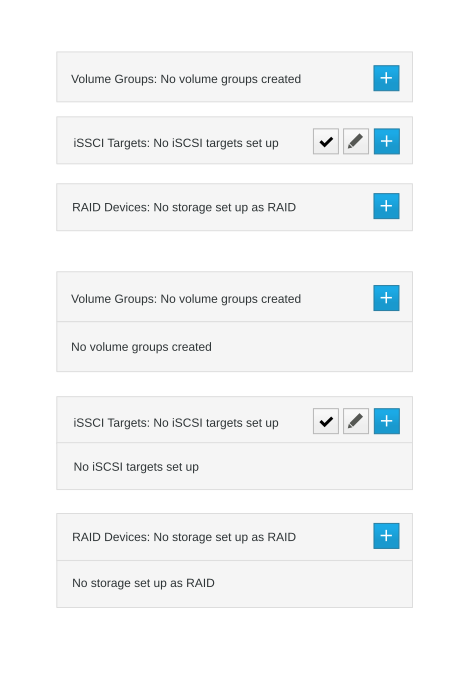 Volume Groups: No volume groups created
iSSCI Targets: No iSCSI targets set up
RAID Devices: No storage set up as RAID
Volume Groups: No volume groups created
No volume groups created
iSSCI Targets: No iSCSI targets set up
No iSCSI targets set up
RAID Devices: No storage set up as RAID
No storage set up as RAID